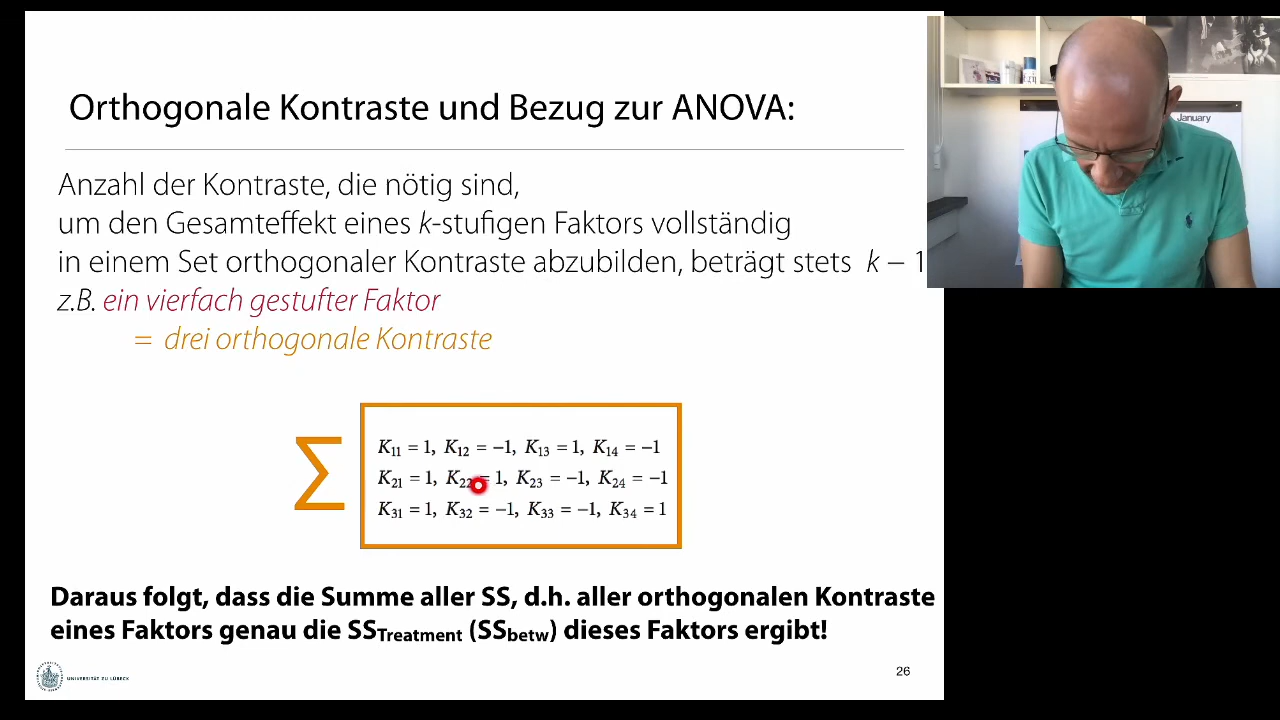 Orthogonale Kontraste und Bezug zur ANOVA:
Anzahl der Kontraste, die nötig sind,
um den Gesamteffekt eines k-stufigen Faktors vollständig
in einem Set orthogonaler Kontraste abzubilden, beträgt stets k − 1
z.B. ein vierfach gestufter Faktor
= drei orthogonale Kontraste
∑
K₁₁ = 1, K₁₂ = −1, K₁₃ = 1, K₁₄ = −1
K₂₁ = 1, K₂₂ = 1, K₂₃ = −1, K₂₄ = −1
K₃₁ = 1, K₃₂ = −1, K₃₃ = −1, K₃₄ = 1
Daraus folgt, dass die Summe aller SS, d.h. aller orthogonalen Kontraste
eines Faktors genau die SSTreatment (SSbetw) dieses Faktors ergibt!
UNIVERSITÄT ZU LÜBECK
26
January